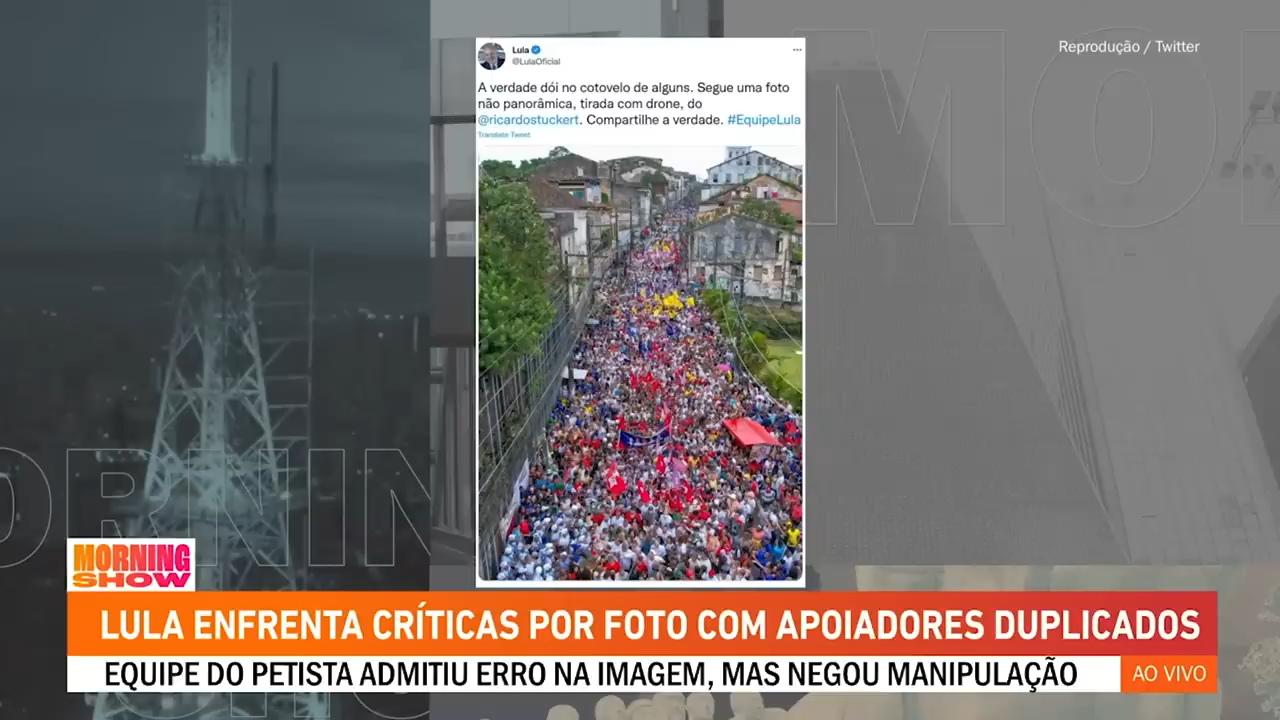 Reprodução / Twitter
Lula
@LulaOficial
A verdade dói no cotovelo de alguns. Segue uma foto
não panorâmica, tirada com drone, do
@ricardostuckert. Compartilhe a verdade. #EquipeLula
Translate Tweet
MORNING
SHOW
LULA ENFRENTA CRÍTICAS POR FOTO COM APOIADORES DUPLICADOS
EQUIPE DO PETISTA ADMITIU ERRO NA IMAGEM, MAS NEGOU MANIPULAÇÃO
AO VIVO